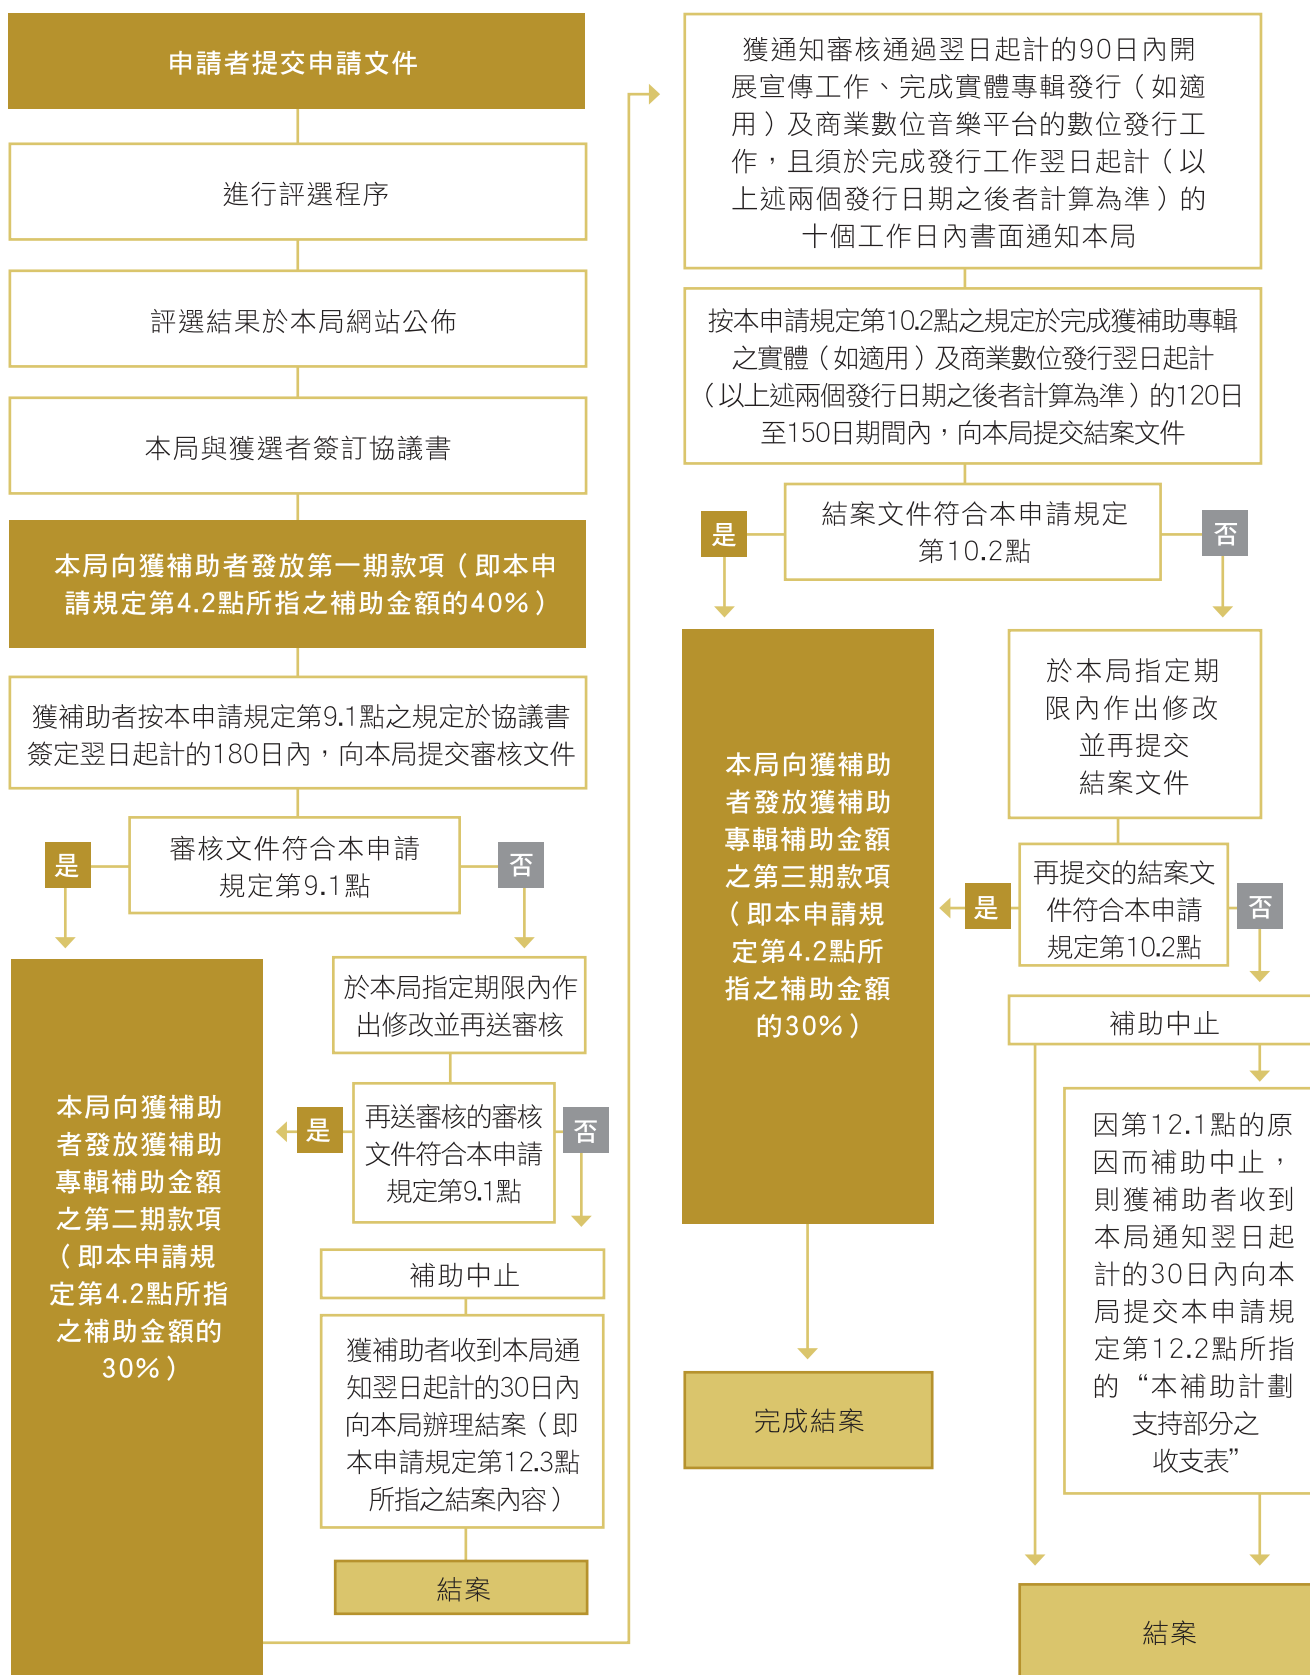 申請者提交申請文件
進行評選程序
評選結果於本局網站公佈
本局與獲選者簽訂協議書
本局向獲補助者發放第一期款項（即本申
請規定第4.2點所指之補助金額的40%）
獲補助者按本申請規定第9.1點之規定於協議書
簽定翌日起計的180日內，向本局提交審核文件
審核文件符合本申請
規定第9.1點
是
否
本局向獲補助
者發放獲補助
專輯補助金額
之第二期款項
（即本申請規
定第4.2點所指
之補助金額的
30%）
於本局指定期限內作
出修改並再送審核
再送審核的審核
文件符合本申請
規定第9.1點
是
否
補助中止
獲補助者收到本局通
知翌日起計的30日內
向本局辦理結案（即
本申請規定第12.3點
所指之結案內容）
結案
獲通知審核通過翌日起計的90日內開
展宣傳工作、完成實體專輯發行（如適
用）及商業數位音樂平台的數位發行工
作，且須於完成發行工作翌日起計（以
上述兩個發行日期之後者計算為準）的
十個工作日內書面通知本局
按本申請規定第10.2點之規定於完成獲補助專輯
之實體（如適用）及商業數位發行翌日起計
（以上述兩個發行日期之後者計算為準）的120日
至150日期間內，向本局提交結案文件
結案文件符合本申請規定
第10.2點
是
否
本局向獲補助
者發放獲補助
專輯補助金額
之第三期款項
（即本申請規
定第4.2點所
指之補助金額
的30%）
完成結案
於本局指定期
限內作出修改
並再提交
結案文件
再提交的結案文
件符合本申請
規定第10.2點
是
否
補助中止
因第12.1點的原
因而補助中止，
則獲補助者收到
本局通知翌日起
計的30日內向本
局提交本申請規
定第12.2點所指
的“本補助計劃
支持部分之
收支表”
結案